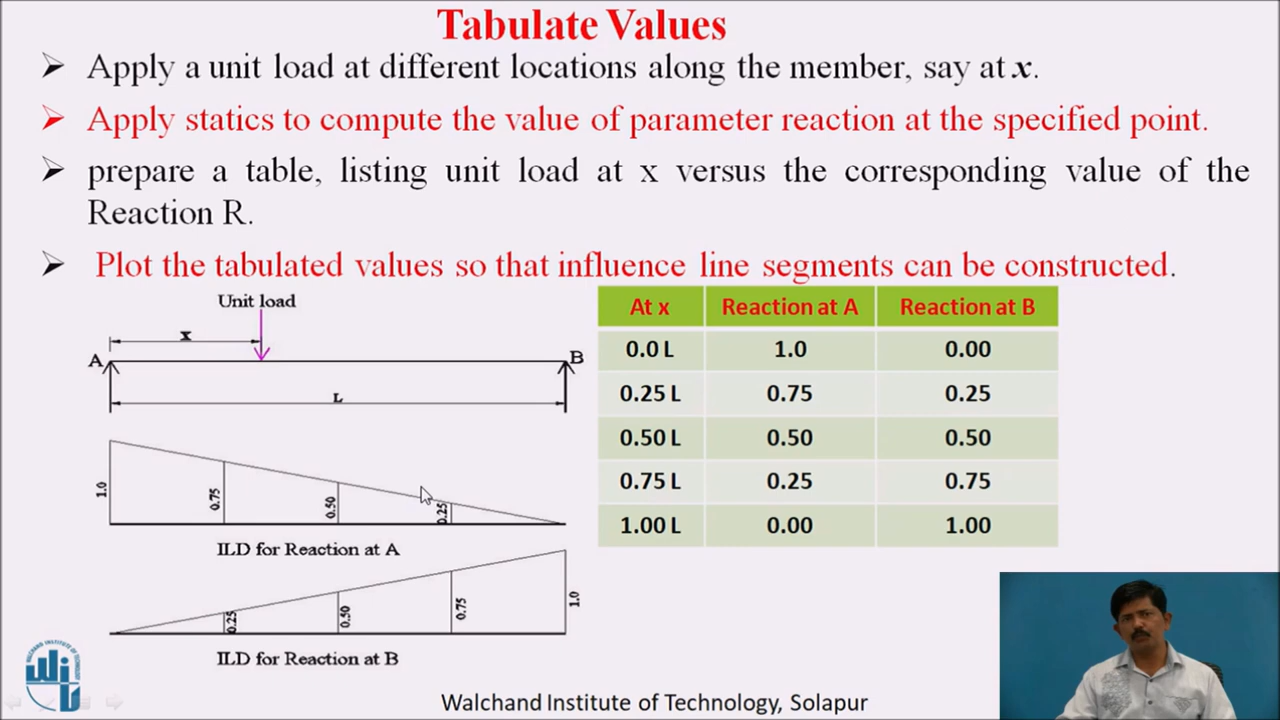 Tabulate Values
➢ Apply a unit load at different locations along the member, say at x.
➢ Apply statics to compute the value of parameter reaction at the specified point.
➢ prepare a table, listing unit load at x versus the corresponding value of the
Reaction R.
➢ Plot the tabulated values so that influence line segments can be constructed.
Unit load
x
A B
L
1.0 0.75 0.50 0.25
ILD for Reaction at A
0.25 0.50 0.75 1.0
ILD for Reaction at B
At x Reaction at A Reaction at B
0.0 L 1.0 0.00
0.25 L 0.75 0.25
0.50 L 0.50 0.50
0.75 L 0.25 0.75
1.00 L 0.00 1.00
WALCHAND INSTITUTE OF TECHNOLOGY
WIT
Walchand Institute of Technology, Solapur